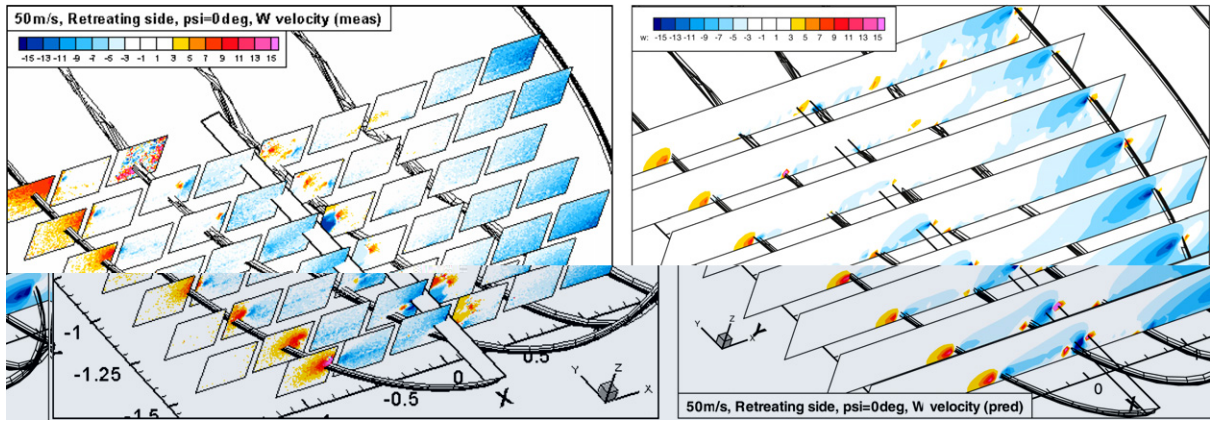 50m/s, Retreating side, psi=0deg, W velocity (meas)
-15 -13 -11 -9 -7 -5 -3 -1 1 3 5 7 9 11 13 15
w: -15 -13 -11 -9 -7 -5 -3 -1 1 3 5 7 9 11 13 15
-1
-1.25
-1.5
-1
-0.5
0
0.5
X
Y
Z
X
Y
Z
X
Y
0
X
50m/s, Retreating side, psi=0deg, W velocity (pred)